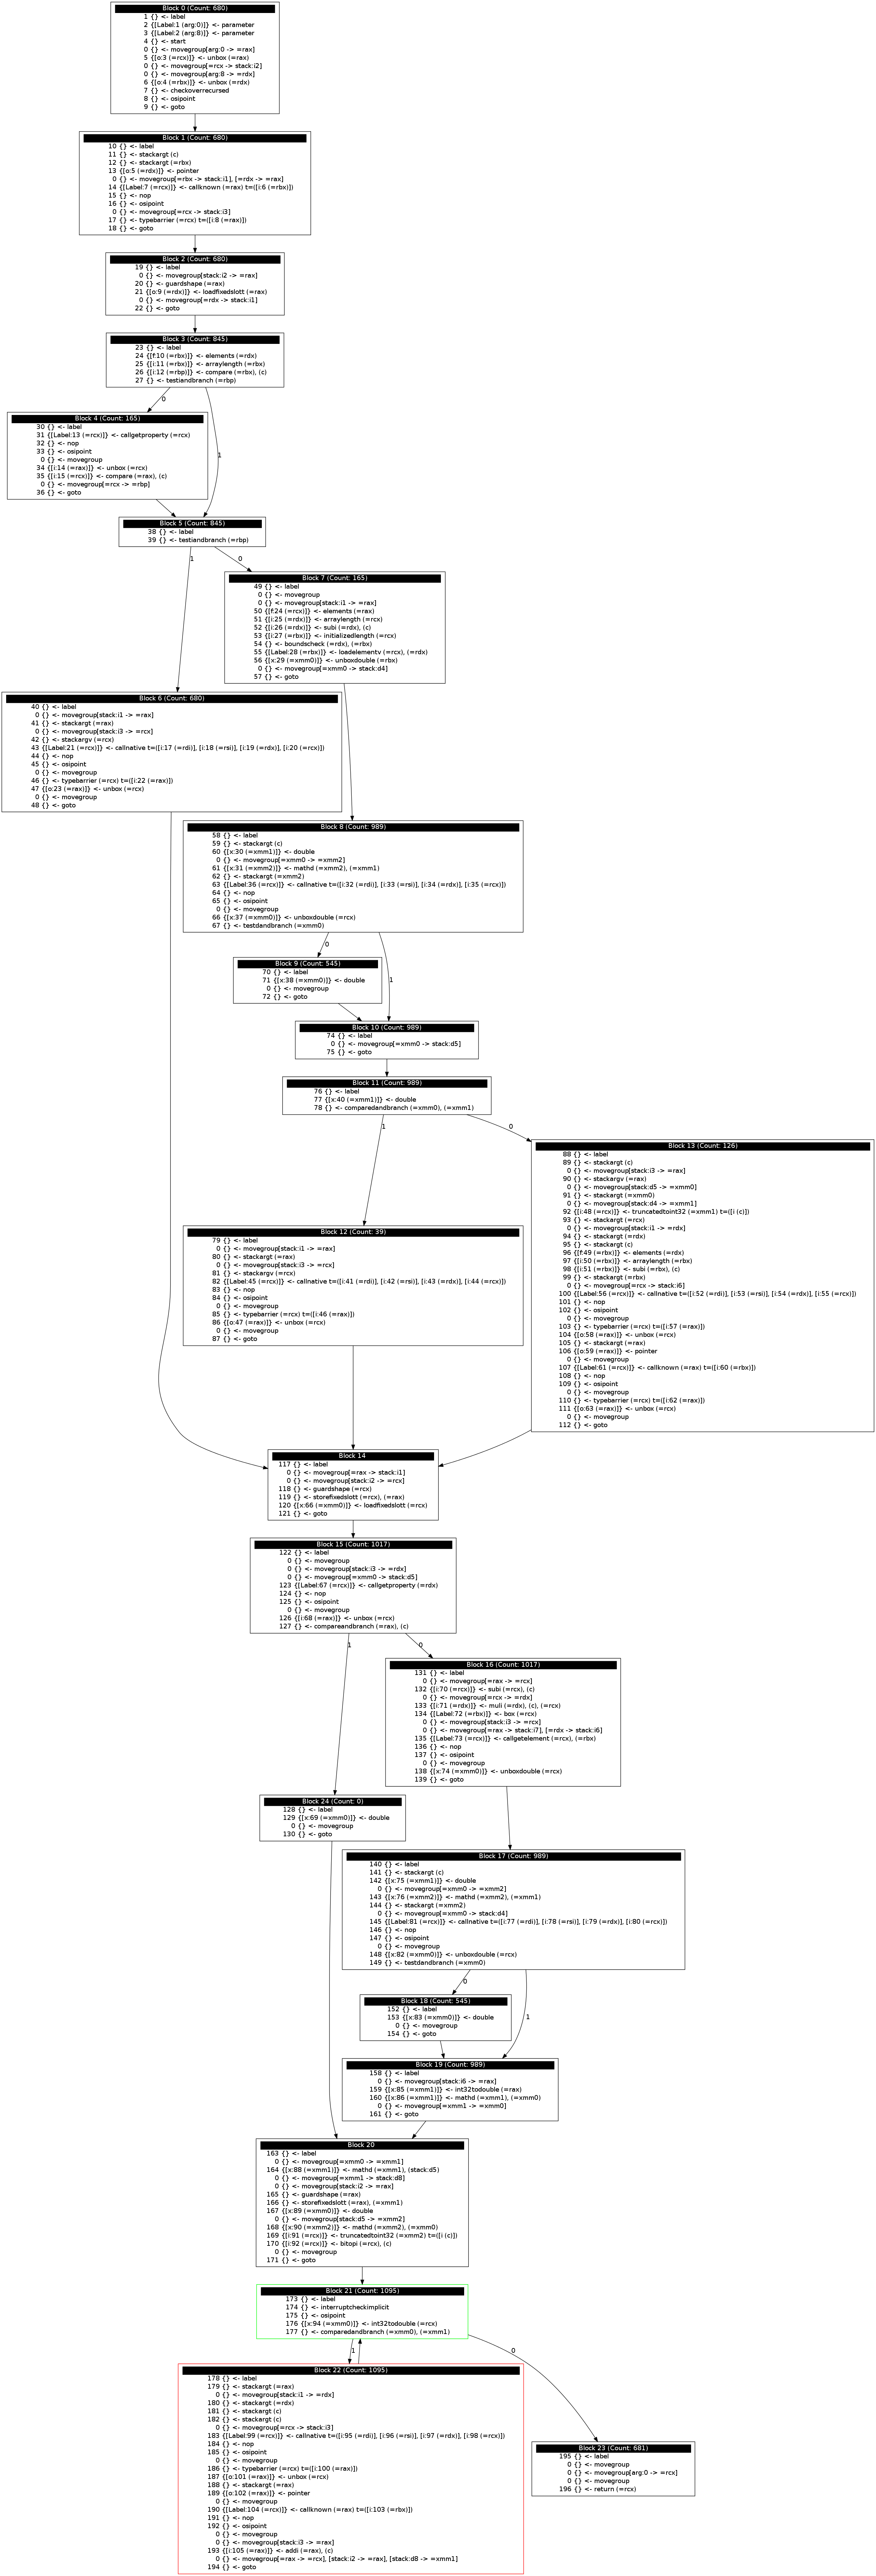 Block 0 (Count: 680)
1 {} <- label
2 {[Label:1 (arg:0)]} <- parameter
3 {[Label:2 (arg:8)]} <- parameter
4 {} <- start
0 {} <- movegroup[arg:0 -> =rax]
5 {[o:3 (=rcx)]} <- unbox (=rax)
0 {} <- movegroup[=rcx -> stack:i2]
0 {} <- movegroup[arg:8 -> =rdx]
6 {[o:4 (=rbx)]} <- unbox (=rdx)
7 {} <- checkoverrecursed
8 {} <- osipoint
9 {} <- goto
Block 1 (Count: 680)
10 {} <- label
11 {} <- stackargt (c)
12 {} <- stackargt (=rbx)
13 {[o:5 (=rdx)]} <- pointer
0 {} <- movegroup[=rbx -> stack:i1], [=rdx -> =rax]
14 {[Label:7 (=rcx)]} <- callknown (=rax) t=([i:6 (=rbx)])
15 {} <- nop
16 {} <- osipoint
0 {} <- movegroup[=rcx -> stack:i3]
17 {} <- typebarrier (=rcx) t=([i:8 (=rax)])
18 {} <- goto
Block 2 (Count: 680)
19 {} <- label
0 {} <- movegroup[stack:i2 -> =rax]
20 {} <- guardshape (=rax)
21 {[o:9 (=rdx)]} <- loadfixedslott (=rax)
0 {} <- movegroup[=rdx -> stack:i1]
22 {} <- goto
Block 3 (Count: 845)
23 {} <- label
24 {[f:10 (=rbx)]} <- elements (=rdx)
25 {[i:11 (=rbx)]} <- arraylength (=rbx)
26 {[i:12 (=rbp)]} <- compare (=rbx), (c)
27 {} <- testiandbranch (=rbp)
0
Block 4 (Count: 165)
30 {} <- label
31 {[Label:13 (=rcx)]} <- callgetproperty (=rcx)
32 {} <- nop
33 {} <- osipoint
0 {} <- movegroup
34 {[i:14 (=rax)]} <- unbox (=rcx)
35 {[i:15 (=rcx)]} <- compare (=rax), (c)
0 {} <- movegroup[=rcx -> =rbp]
36 {} <- goto
1
Block 5 (Count: 845)
38 {} <- label
39 {} <- testiandbranch (=rbp)
1
0
Block 7 (Count: 165)
49 {} <- label
0 {} <- movegroup
0 {} <- movegroup[stack:i1 -> =rax]
50 {[f:24 (=rcx)]} <- elements (=rax)
51 {[i:25 (=rdx)]} <- arraylength (=rcx)
52 {[i:26 (=rdx)]} <- subi (=rdx), (c)
53 {[i:27 (=rbx)]} <- initializedlength (=rcx)
54 {} <- boundscheck (=rdx), (=rbx)
55 {[Label:28 (=rbx)]} <- loadelementv (=rcx), (=rdx)
56 {[x:29 (=xmm0)]} <- unboxdouble (=rbx)
0 {} <- movegroup[=xmm0 -> stack:d4]
57 {} <- goto
Block 6 (Count: 680)
40 {} <- label
0 {} <- movegroup[stack:i1 -> =rax]
41 {} <- stackargt (=rax)
0 {} <- movegroup[stack:i3 -> =rcx]
42 {} <- stackargv (=rcx)
43 {[Label:21 (=rcx)]} <- callnative t=([i:17 (=rdi)], [i:18 (=rsi)], [i:19 (=rdx)], [i:20 (=rcx)])
44 {} <- nop
45 {} <- osipoint
0 {} <- movegroup
46 {} <- typebarrier (=rcx) t=([i:22 (=rax)])
47 {[o:23 (=rax)]} <- unbox (=rcx)
0 {} <- movegroup
48 {} <- goto
Block 8 (Count: 989)
58 {} <- label
59 {} <- stackargt (c)
60 {[x:30 (=xmm1)]} <- double
0 {} <- movegroup[=xmm0 -> =xmm2]
61 {[x:31 (=xmm2)]} <- mathd (=xmm2), (=xmm1)
62 {} <- stackargt (=xmm2)
63 {[Label:36 (=rcx)]} <- callnative t=([i:32 (=rdi)], [i:33 (=rsi)], [i:34 (=rdx)], [i:35 (=rcx)])
64 {} <- nop
65 {} <- osipoint
0 {} <- movegroup
66 {[x:37 (=xmm0)]} <- unboxdouble (=rcx)
67 {} <- testdandbranch (=xmm0)
0
Block 9 (Count: 545)
70 {} <- label
71 {[x:38 (=xmm0)]} <- double
0 {} <- movegroup
72 {} <- goto
1
Block 10 (Count: 989)
74 {} <- label
0 {} <- movegroup[=xmm0 -> stack:d5]
75 {} <- goto
Block 11 (Count: 989)
76 {} <- label
77 {[x:40 (=xmm1)]} <- double
78 {} <- comparedandbranch (=xmm0), (=xmm1)
1
0
Block 13 (Count: 126)
88 {} <- label
89 {} <- stackargt (c)
0 {} <- movegroup[stack:i3 -> =rax]
90 {} <- stackargv (=rax)
0 {} <- movegroup[stack:d5 -> =xmm0]
91 {} <- stackargt (=xmm0)
0 {} <- movegroup[stack:d4 -> =xmm1]
92 {[i:48 (=rcx)]} <- truncatedtoint32 (=xmm1) t=([i (c)])
93 {} <- stackargt (=rcx)
0 {} <- movegroup[stack:i1 -> =rdx]
94 {} <- stackargt (=rdx)
95 {} <- stackargt (c)
96 {[f:49 (=rbx)]} <- elements (=rdx)
97 {[i:50 (=rbx)]} <- arraylength (=rbx)
98 {[i:51 (=rbx)]} <- subi (=rbx), (c)
99 {} <- stackargt (=rbx)
0 {} <- movegroup[=rcx -> stack:i6]
100 {[Label:56 (=rcx)]} <- callnative t=([i:52 (=rdi)], [i:53 (=rsi)], [i:54 (=rdx)], [i:55 (=rcx)])
101 {} <- nop
102 {} <- osipoint
0 {} <- movegroup
103 {} <- typebarrier (=rcx) t=([i:57 (=rax)])
104 {[o:58 (=rax)]} <- unbox (=rcx)
105 {} <- stackargt (=rax)
106 {[o:59 (=rax)]} <- pointer
0 {} <- movegroup
107 {[Label:61 (=rcx)]} <- callknown (=rax) t=([i:60 (=rbx)])
108 {} <- nop
109 {} <- osipoint
0 {} <- movegroup
110 {} <- typebarrier (=rcx) t=([i:62 (=rax)])
111 {[o:63 (=rax)]} <- unbox (=rcx)
0 {} <- movegroup
112 {} <- goto
Block 12 (Count: 39)
79 {} <- label
0 {} <- movegroup[stack:i1 -> =rax]
80 {} <- stackargt (=rax)
0 {} <- movegroup[stack:i3 -> =rcx]
81 {} <- stackargv (=rcx)
82 {[Label:45 (=rcx)]} <- callnative t=([i:41 (=rdi)], [i:42 (=rsi)], [i:43 (=rdx)], [i:44 (=rcx)])
83 {} <- nop
84 {} <- osipoint
0 {} <- movegroup
85 {} <- typebarrier (=rcx) t=([i:46 (=rax)])
86 {[o:47 (=rax)]} <- unbox (=rcx)
0 {} <- movegroup
87 {} <- goto
Block 14
117 {} <- label
0 {} <- movegroup[=rax -> stack:i1]
0 {} <- movegroup[stack:i2 -> =rcx]
118 {} <- guardshape (=rcx)
119 {} <- storefixedslott (=rcx), (=rax)
120 {[x:66 (=xmm0)]} <- loadfixedslott (=rcx)
121 {} <- goto
Block 15 (Count: 1017)
122 {} <- label
0 {} <- movegroup
0 {} <- movegroup[stack:i3 -> =rdx]
0 {} <- movegroup[=xmm0 -> stack:d5]
123 {[Label:67 (=rcx)]} <- callgetproperty (=rdx)
124 {} <- nop
125 {} <- osipoint
0 {} <- movegroup
126 {[i:68 (=rax)]} <- unbox (=rcx)
127 {} <- compareandbranch (=rax), (c)
1
0
Block 16 (Count: 1017)
131 {} <- label
0 {} <- movegroup[=rax -> =rcx]
132 {[i:70 (=rcx)]} <- subi (=rcx), (c)
0 {} <- movegroup[=rcx -> =rdx]
133 {[i:71 (=rdx)]} <- muli (=rdx), (c), (=rcx)
134 {[Label:72 (=rbx)]} <- box (=rcx)
0 {} <- movegroup[stack:i3 -> =rcx]
0 {} <- movegroup[=rax -> stack:i7], [=rdx -> stack:i6]
135 {[Label:73 (=rcx)]} <- callgetelement (=rcx), (=rbx)
136 {} <- nop
137 {} <- osipoint
0 {} <- movegroup
138 {[x:74 (=xmm0)]} <- unboxdouble (=rcx)
139 {} <- goto
Block 24 (Count: 0)
128 {} <- label
129 {[x:69 (=xmm0)]} <- double
0 {} <- movegroup
130 {} <- goto
Block 17 (Count: 989)
140 {} <- label
141 {} <- stackargt (c)
142 {[x:75 (=xmm1)]} <- double
0 {} <- movegroup[=xmm0 -> =xmm2]
143 {[x:76 (=xmm2)]} <- mathd (=xmm2), (=xmm1)
144 {} <- stackargt (=xmm2)
0 {} <- movegroup[=xmm0 -> stack:d4]
145 {[Label:81 (=rcx)]} <- callnative t=([i:77 (=rdi)], [i:78 (=rsi)], [i:79 (=rdx)], [i:80 (=rcx)])
146 {} <- nop
147 {} <- osipoint
0 {} <- movegroup
148 {[x:82 (=xmm0)]} <- unboxdouble (=rcx)
149 {} <- testdandbranch (=xmm0)
0
Block 18 (Count: 545)
152 {} <- label
153 {[x:83 (=xmm0)]} <- double
0 {} <- movegroup
154 {} <- goto
1
Block 19 (Count: 989)
158 {} <- label
0 {} <- movegroup[stack:i6 -> =rax]
159 {[x:85 (=xmm1)]} <- int32todouble (=rax)
160 {[x:86 (=xmm1)]} <- mathd (=xmm1), (=xmm0)
0 {} <- movegroup[=xmm1 -> =xmm0]
161 {} <- goto
Block 20
163 {} <- label
0 {} <- movegroup[=xmm0 -> =xmm1]
164 {[x:88 (=xmm1)]} <- mathd (=xmm1), (stack:d5)
0 {} <- movegroup[=xmm1 -> stack:d8]
0 {} <- movegroup[stack:i2 -> =rax]
165 {} <- guardshape (=rax)
166 {} <- storefixedslott (=rax), (=xmm1)
167 {[x:89 (=xmm0)]} <- double
0 {} <- movegroup[stack:d5 -> =xmm2]
168 {[x:90 (=xmm2)]} <- mathd (=xmm2), (=xmm0)
169 {[i:91 (=rcx)]} <- truncatedtoint32 (=xmm2) t=([i (c)])
170 {[i:92 (=rcx)]} <- bitopi (=rcx), (c)
0 {} <- movegroup
171 {} <- goto
Block 21 (Count: 1095)
173 {} <- label
174 {} <- interruptcheckimplicit
175 {} <- osipoint
176 {[x:94 (=xmm0)]} <- int32todouble (=rcx)
177 {} <- comparedandbranch (=xmm0), (=xmm1)
1
0
Block 22 (Count: 1095)
178 {} <- label
179 {} <- stackargt (=rax)
0 {} <- movegroup[stack:i1 -> =rdx]
180 {} <- stackargt (=rdx)
181 {} <- stackargt (c)
182 {} <- stackargt (c)
0 {} <- movegroup[=rcx -> stack:i3]
183 {[Label:99 (=rcx)]} <- callnative t=([i:95 (=rdi)], [i:96 (=rsi)], [i:97 (=rdx)], [i:98 (=rcx)])
184 {} <- nop
185 {} <- osipoint
0 {} <- movegroup
186 {} <- typebarrier (=rcx) t=([i:100 (=rax)])
187 {[o:101 (=rax)]} <- unbox (=rcx)
188 {} <- stackargt (=rax)
189 {[o:102 (=rax)]} <- pointer
0 {} <- movegroup
190 {[Label:104 (=rcx)]} <- callknown (=rax) t=([i:103 (=rbx)])
191 {} <- nop
192 {} <- osipoint
0 {} <- movegroup
0 {} <- movegroup[stack:i3 -> =rax]
193 {[i:105 (=rax)]} <- addi (=rax), (c)
0 {} <- movegroup[=rax -> =rcx], [stack:i2 -> =rax], [stack:d8 -> =xmm1]
194 {} <- goto
Block 23 (Count: 681)
195 {} <- label
0 {} <- movegroup
0 {} <- movegroup[arg:0 -> =rcx]
0 {} <- movegroup
196 {} <- return (=rcx)